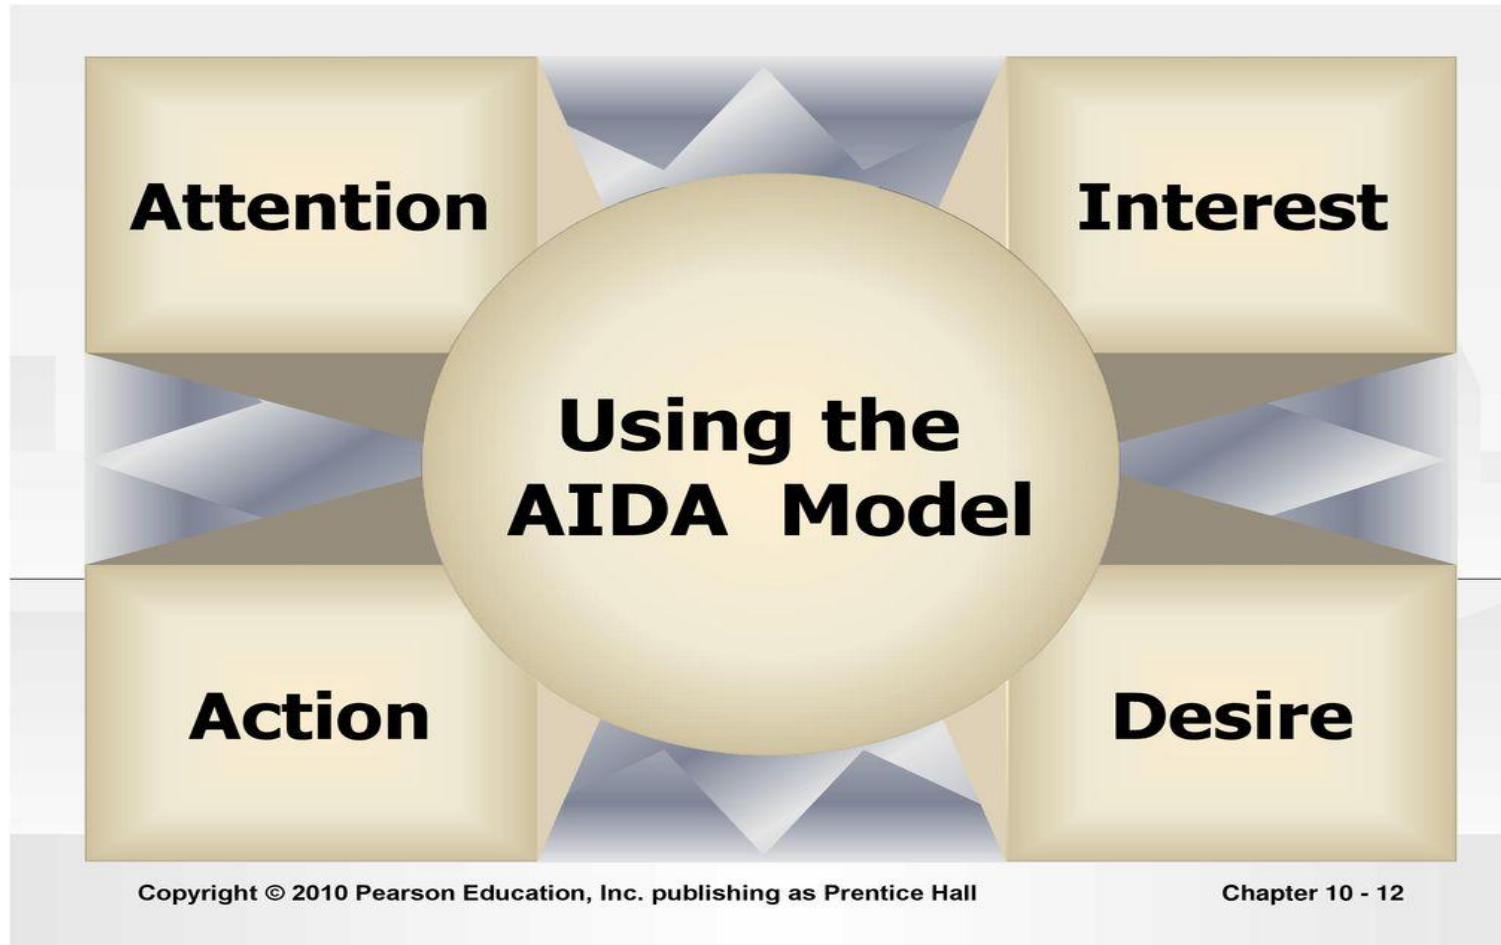 Attention
Interest
Using the
AIDA Model
Action
Desire
Copyright © 2010 Pearson Education, Inc. publishing as Prentice Hall
Chapter 10 - 12